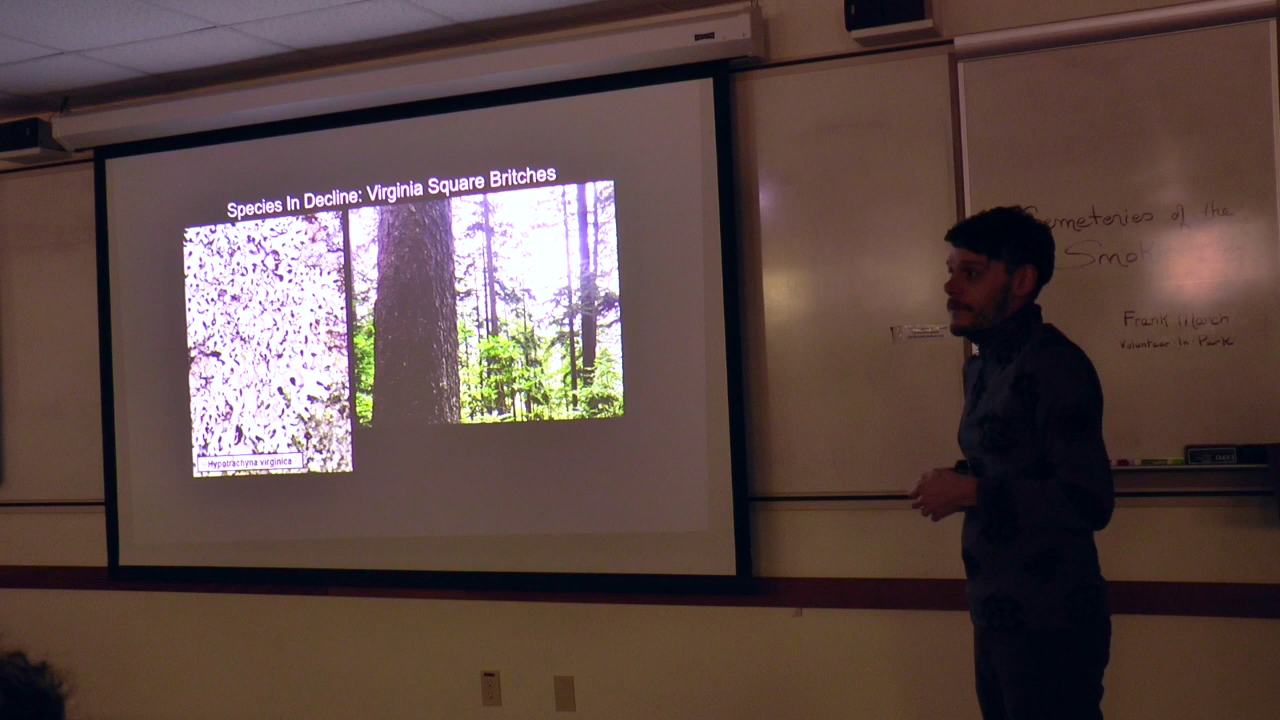 Species In Decline: Virginia Square Britches
Hypotrachyna virginica
Cemeteries of the
Smok
Frank March
Volunteer In Park